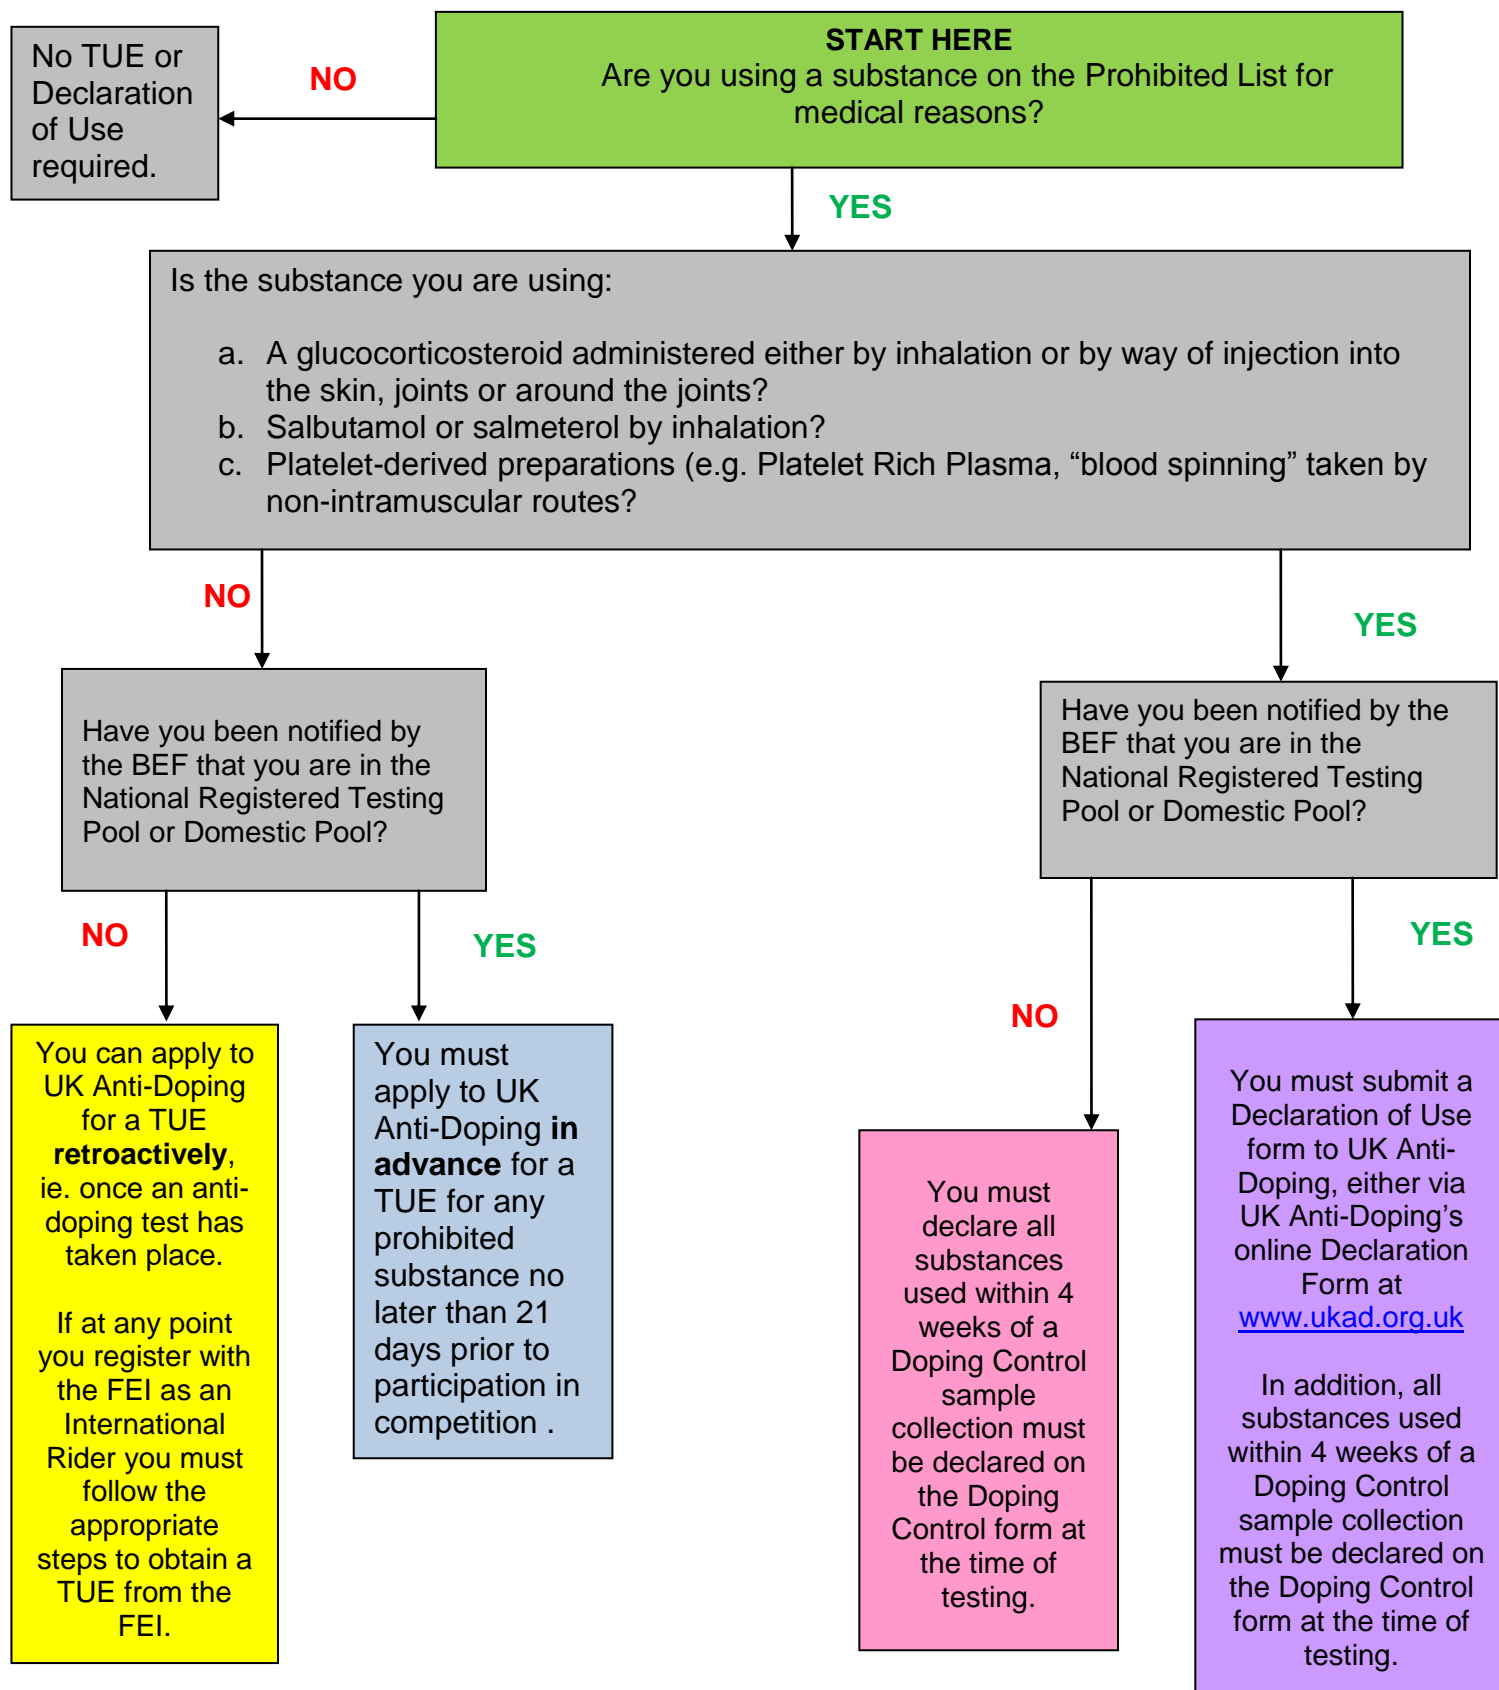 START HERE
Are you using a substance on the Prohibited List for
medical reasons?
No TUE or
Declaration
of Use
required.
NO
YES
Is the substance you are using:
a. A glucocorticosteroid administered either by inhalation or by way of injection into
the skin, joints or around the joints?
b. Salbutamol or salmeterol by inhalation?
c. Platelet-derived preparations (e.g. Platelet Rich Plasma, “blood spinning” taken by
non-intramuscular routes?
NO
YES
Have you been notified by
the BEF that you are in the
National Registered Testing
Pool or Domestic Pool?
Have you been notified by the
BEF that you are in the
National Registered Testing
Pool or Domestic Pool?
NO
YES
NO
YES
You can apply to
UK Anti-Doping
for a TUE
retroactively,
ie. once an anti-
doping test has
taken place.
If at any point
you register with
the FEI as an
International
Rider you must
follow the
appropriate
steps to obtain a
TUE from the
FEI.
You must
apply to UK
Anti-Doping in
advance for a
TUE for any
prohibited
substance no
later than 21
days prior to
participation in
competition .
You must
declare all
substances
used within 4
weeks of a
Doping Control
sample
collection must
be declared on
the Doping
Control form at
the time of
testing.
You must submit a
Declaration of Use
form to UK Anti-
Doping, either via
UK Anti-Doping’s
online Declaration
Form at
www.ukad.org.uk
In addition, all
substances used
within 4 weeks of a
Doping Control
sample collection
must be declared on
the Doping Control
form at the time of
testing.